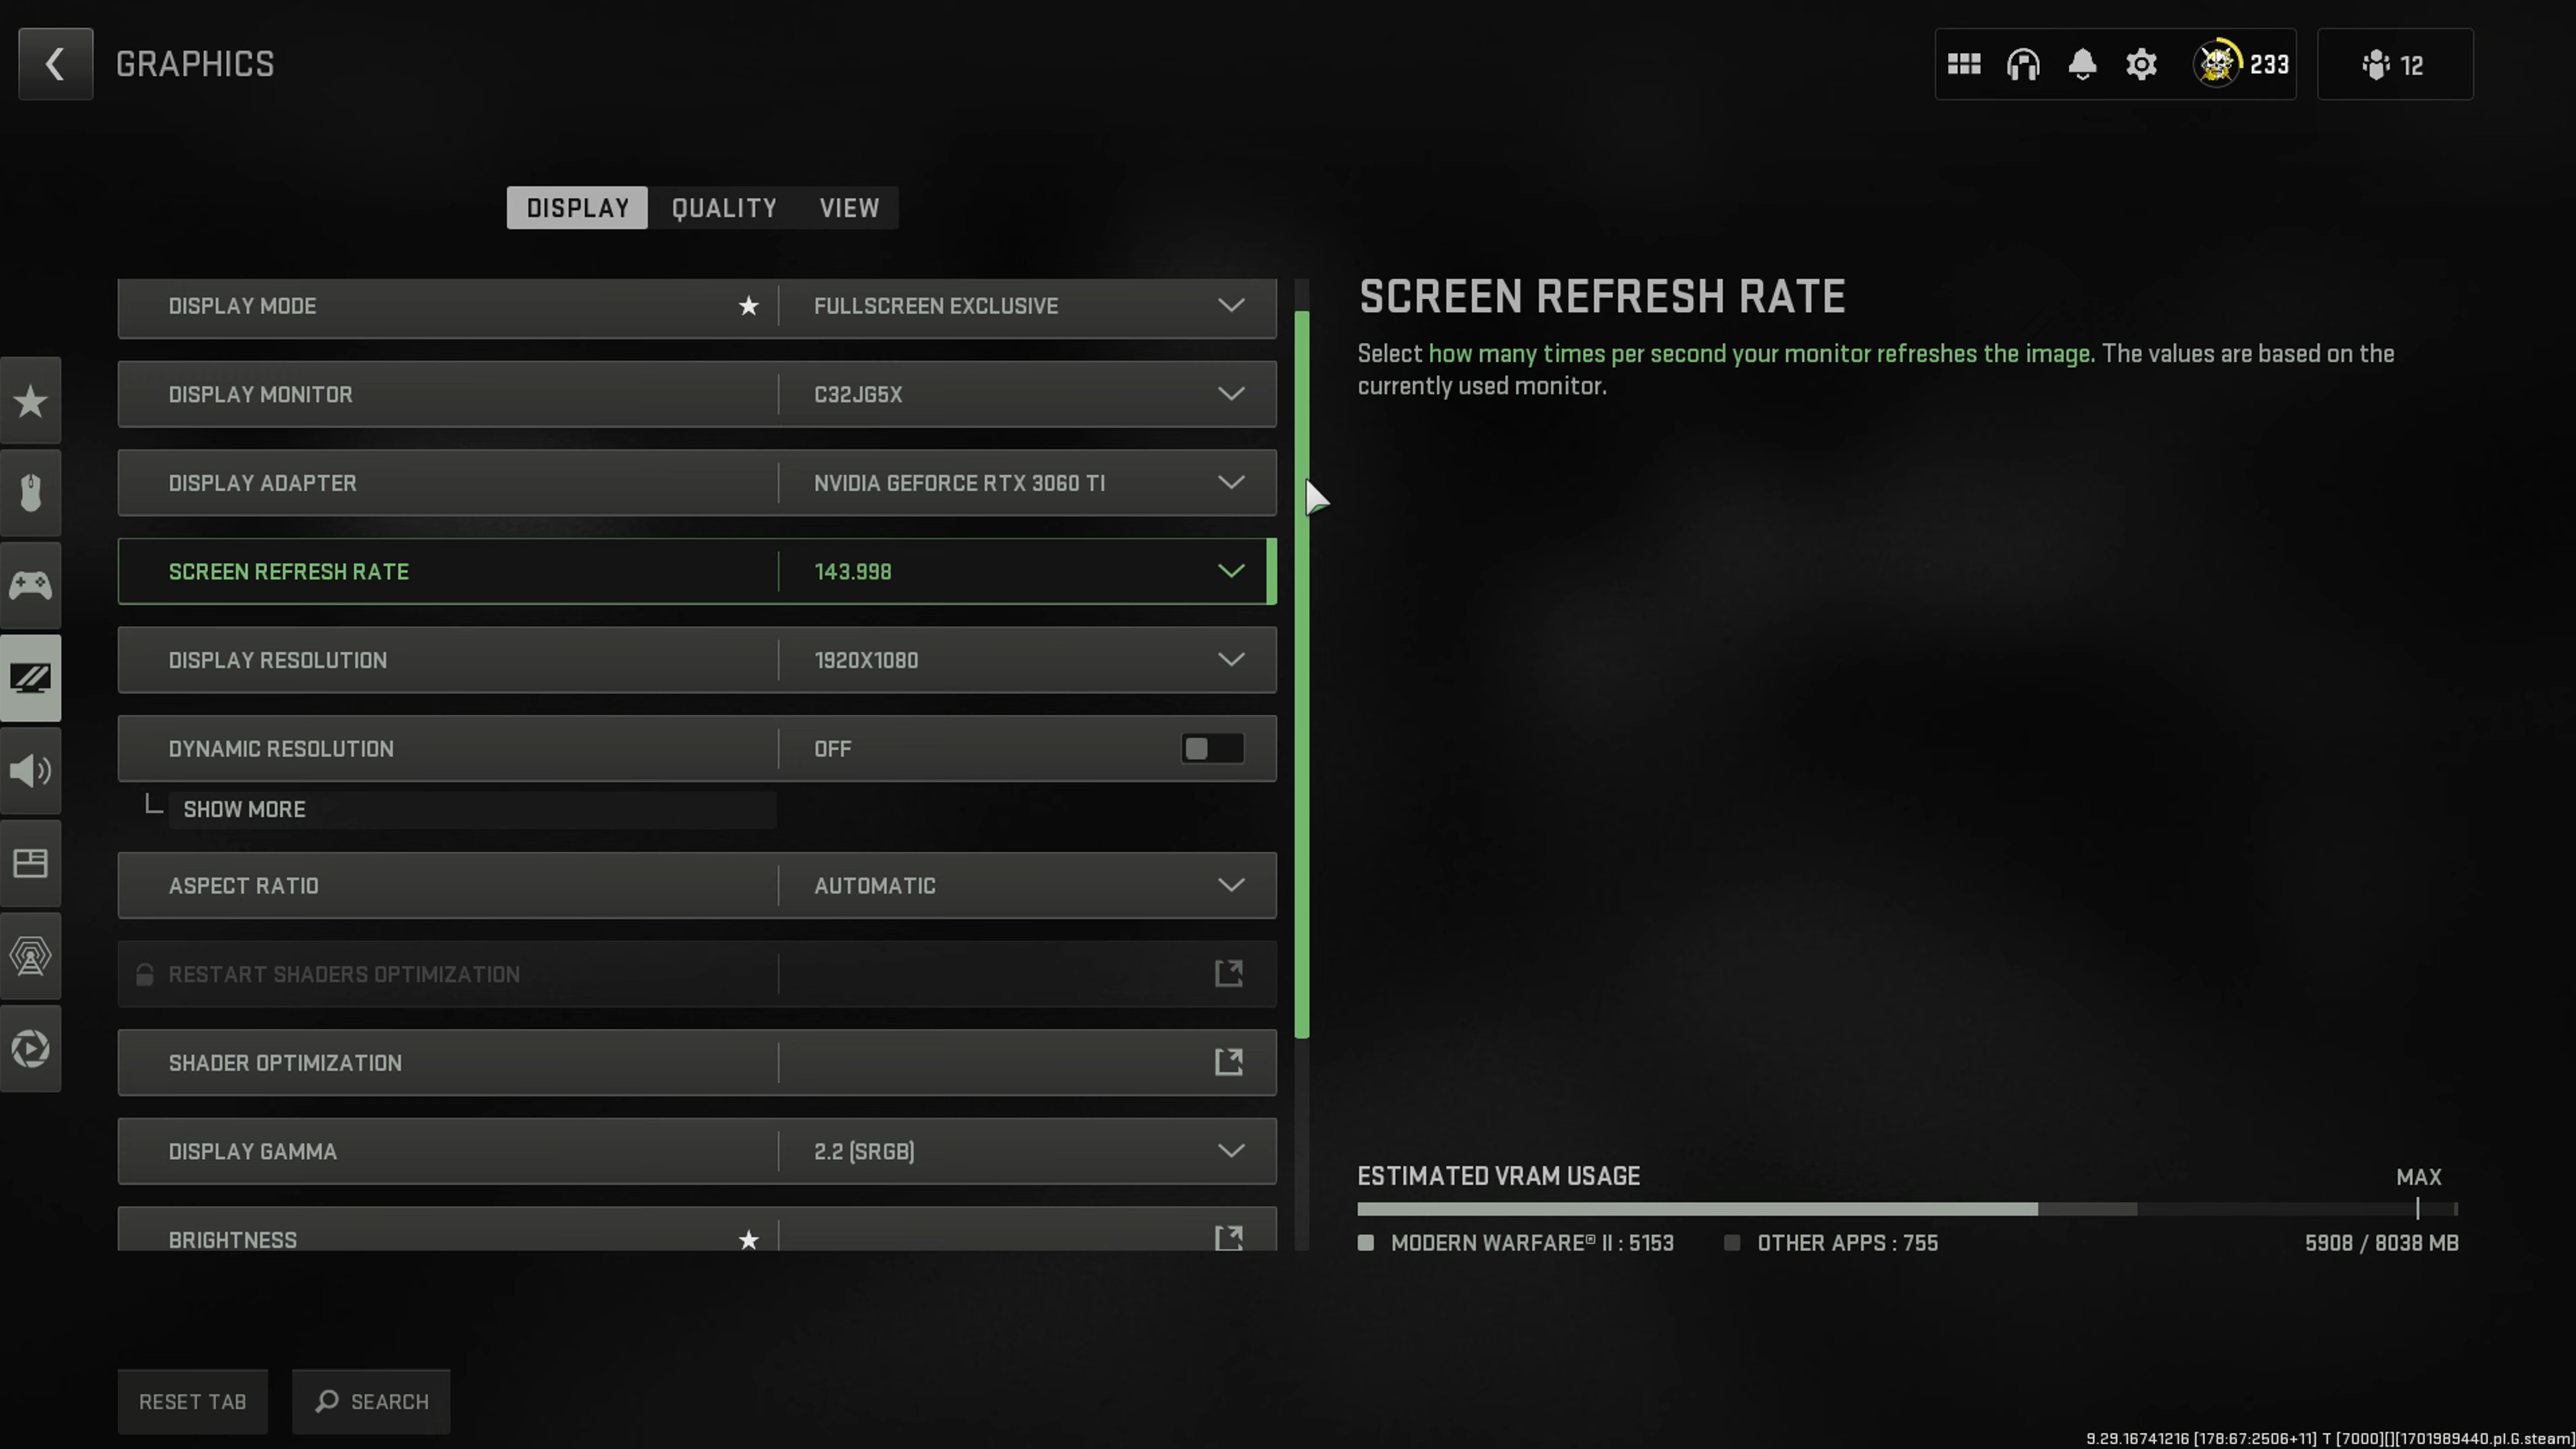 GRAPHICS
233
12
DISPLAY QUALITY VIEW
DISPLAY MODE FULLSCREEN EXCLUSIVE
DISPLAY MONITOR C32JG5X
DISPLAY ADAPTER NVIDIA GEFORCE RTX 3060 TI
SCREEN REFRESH RATE 143.998
DISPLAY RESOLUTION 1920X1080
DYNAMIC RESOLUTION OFF
SHOW MORE
ASPECT RATIO AUTOMATIC
RESTART SHADERS OPTIMIZATION
SHADER OPTIMIZATION
DISPLAY GAMMA 2.2 (SRGB)
BRIGHTNESS
SCREEN REFRESH RATE
Select how many times per second your monitor refreshes the image. The values are based on the
currently used monitor.
ESTIMATED VRAM USAGE MAX
MODERN WARFARE® II : 5153 OTHER APPS : 755 5908 / 8038 MB
RESET TAB SEARCH
9.29.16741216 [178:67:2506+11] T [7000][][1701989440.pl.G.steam]